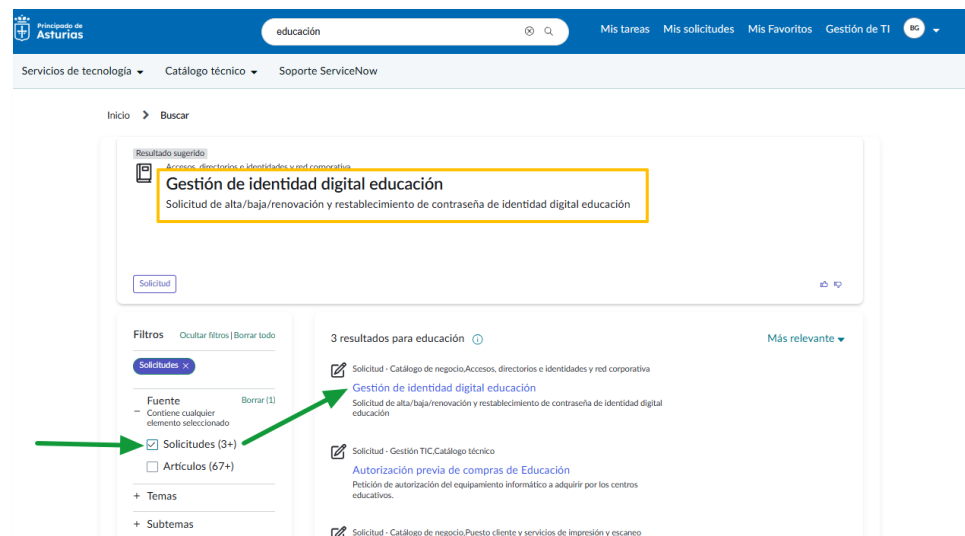 Principado de
Asturias
educación
Mis tareas Mis solicitudes Mis Favoritos Gestión de TI BG
Servicios de tecnología Catálogo técnico Soporte ServiceNow
Inicio > Buscar
Resultado sugerido
Accesos, directorios e identidades y red corporativa
Gestión de identidad digital educación
Solicitud de alta/baja/renovación y restablecimiento de contraseña de identidad digital educación
Solicitud
Filtros Ocultar filtros | Borrar todo
Solicitudes ×
Fuente Borrar (1)
Contiene cualquier
elemento seleccionado
Solicitudes (3+)
Artículos (67+)
+ Temas
+ Subtemas
3 resultados para educación
Más relevante
Solicitud · Catálogo de negocio,Accesos, directorios e identidades y red corporativa
Gestión de identidad digital educación
Solicitud de alta/baja/renovación y restablecimiento de contraseña de identidad digital
educación
Solicitud · Gestión TIC,Catálogo técnico
Autorización previa de compras de Educación
Petición de autorización del equipamiento informático a adquirir por los centros
educativos.
Solicitud · Catálogo de negocio,Puesto cliente y servicios de impresión y escaneo